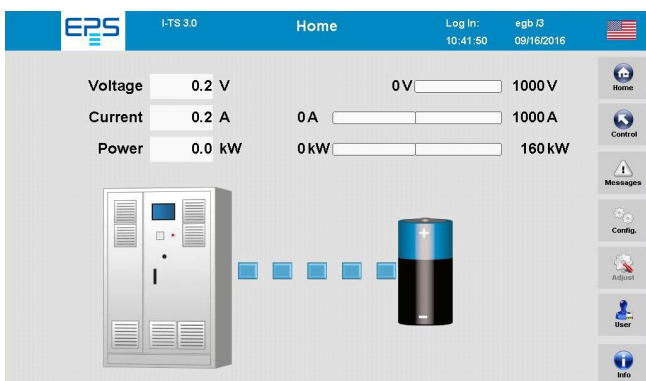 EPS I-TS 3.0 Home Log In: egb /3
10:41:50 09/16/2016
Voltage 0.2 V 0 V 1000 V
Current 0.2 A 0 A 1000 A
Power 0.0 kW 0 kW 160 kW
Home
Control
Messages
Config.
Adjust
User
Info
+
-